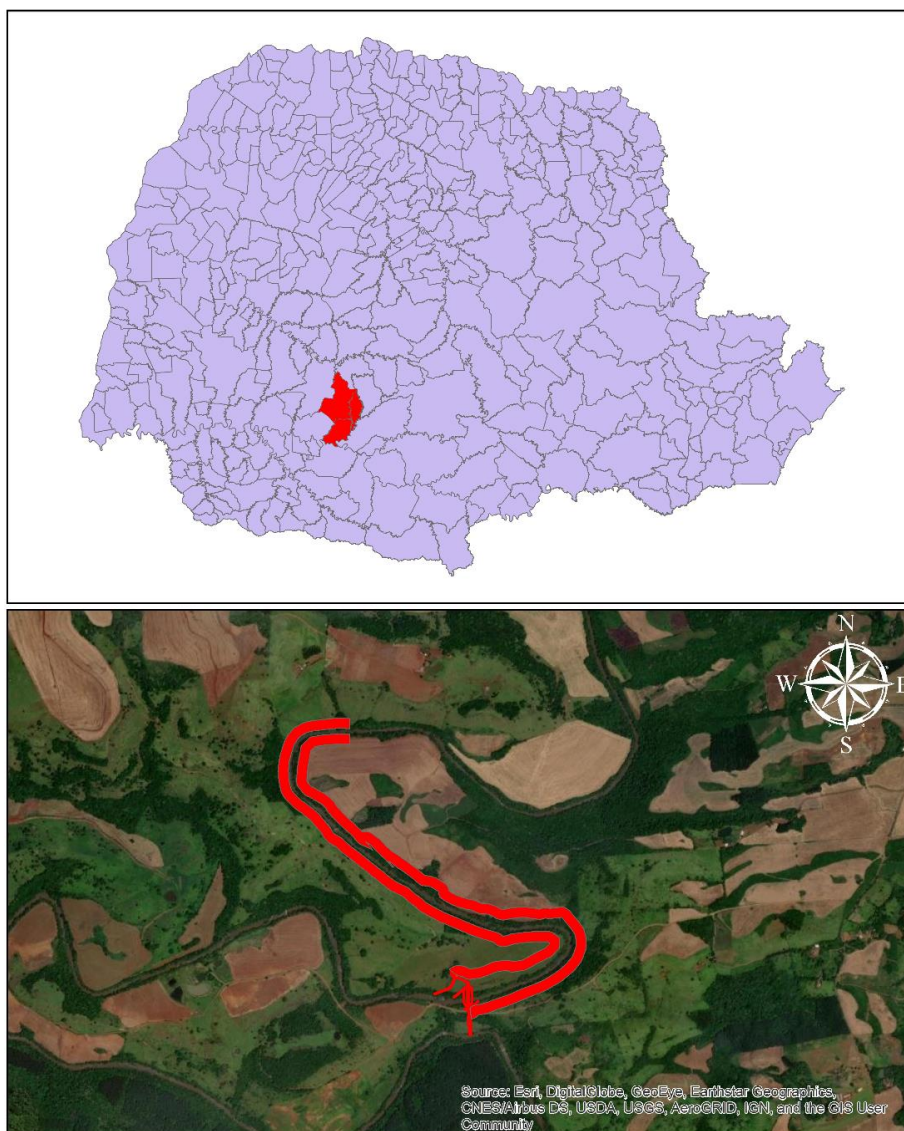 N
W E
S
Source: Esri, DigitalGlobe, GeoEye, Earthstar Geographics,
CNES/Airbus DS, USDA, USGS, AeroGRID, IGN, and the GIS User
Community